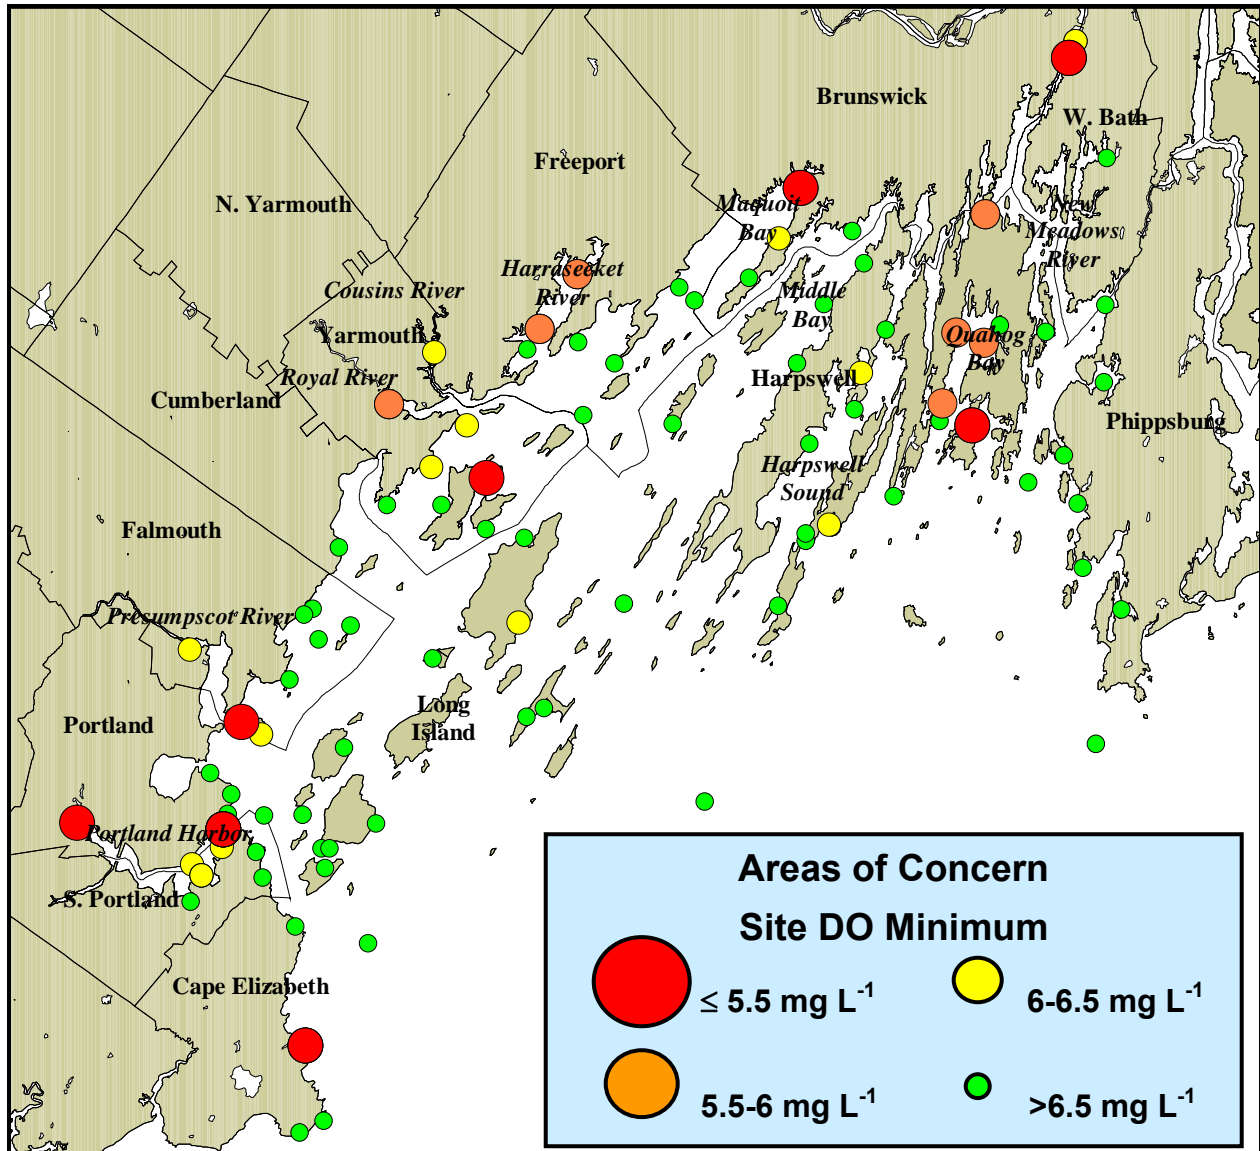 Brunswick
W. Bath
Freeport
N. Yarmouth
Maquoit
Bay
New
Meadows
River
Harraseeket
River
Cousins River
Middle
Bay
Yarmouth
Quahog
Bay
Royal River
Harpswell
Cumberland
Phippsburg
Harpswell
Sound
Falmouth
Presumpscot River
Long
Island
Portland
Portland Harbor
S. Portland
Cape Elizabeth
Areas of Concern
Site DO Minimum
≤ 5.5 mg L-1
6-6.5 mg L-1
5.5-6 mg L-1
>6.5 mg L-1